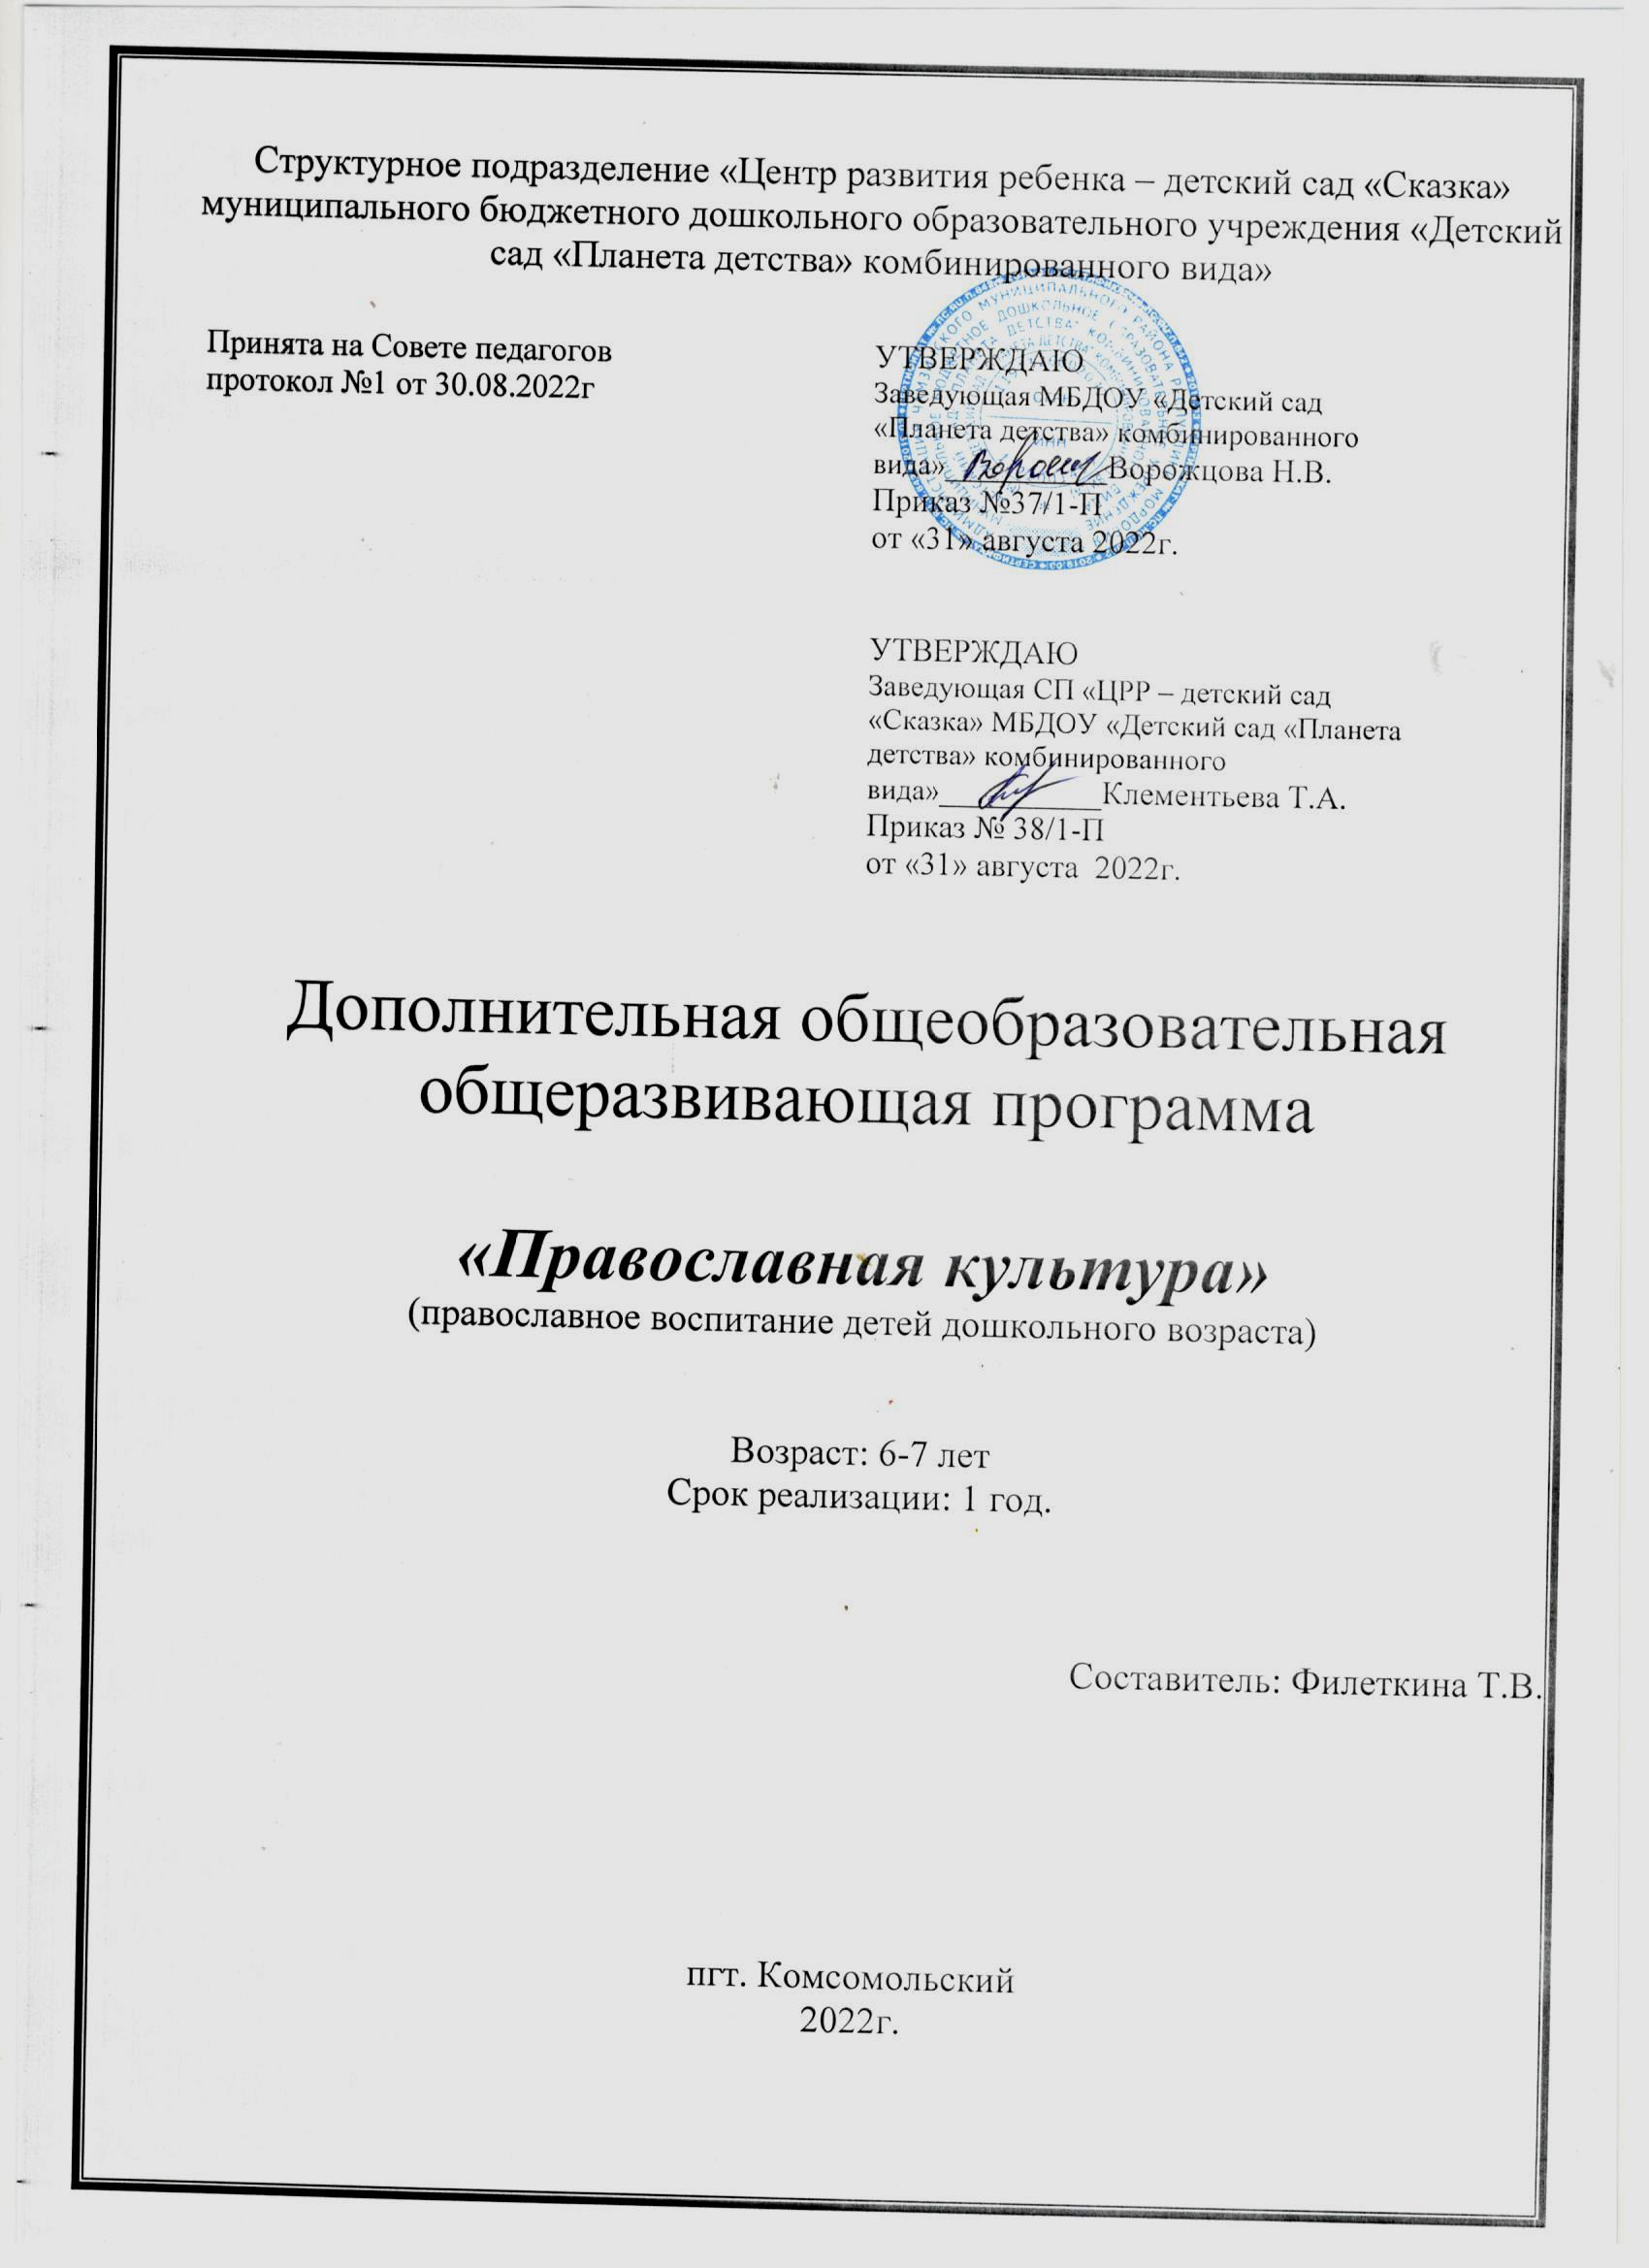 Структурное подразделение «Центр развития ребенка – детский сад «Сказка»
муниципального бюджетного дошкольного образовательного учреждения «Детский
сад «Планета детства» комбинированного вида»
Принята на Совете педагогов
протокол №1 от 30.08.2022г
УТВЕРЖДАЮ
Заведующая МБДОУ «Детский сад
«Планета детства» комбинированного
вида»__________Ворожцова Н.В.
Приказ №37/1-П
от «31» августа 2022г.
УТВЕРЖДАЮ
Заведующая СП «ЦРР – детский сад
«Сказка» МБДОУ «Детский сад «Планета
детства» комбинированного
вида»___________Клементьева Т.А.
Приказ № 38/1-П
от «31» августа 2022г.
Дополнительная общеобразовательная
общеразвивающая программа
«Православная культура»
(православное воспитание детей дошкольного возраста)
Возраст: 6-7 лет
Срок реализации: 1 год.
Составитель: Филеткина Т.В.
пгт. Комсомольский
2022г.